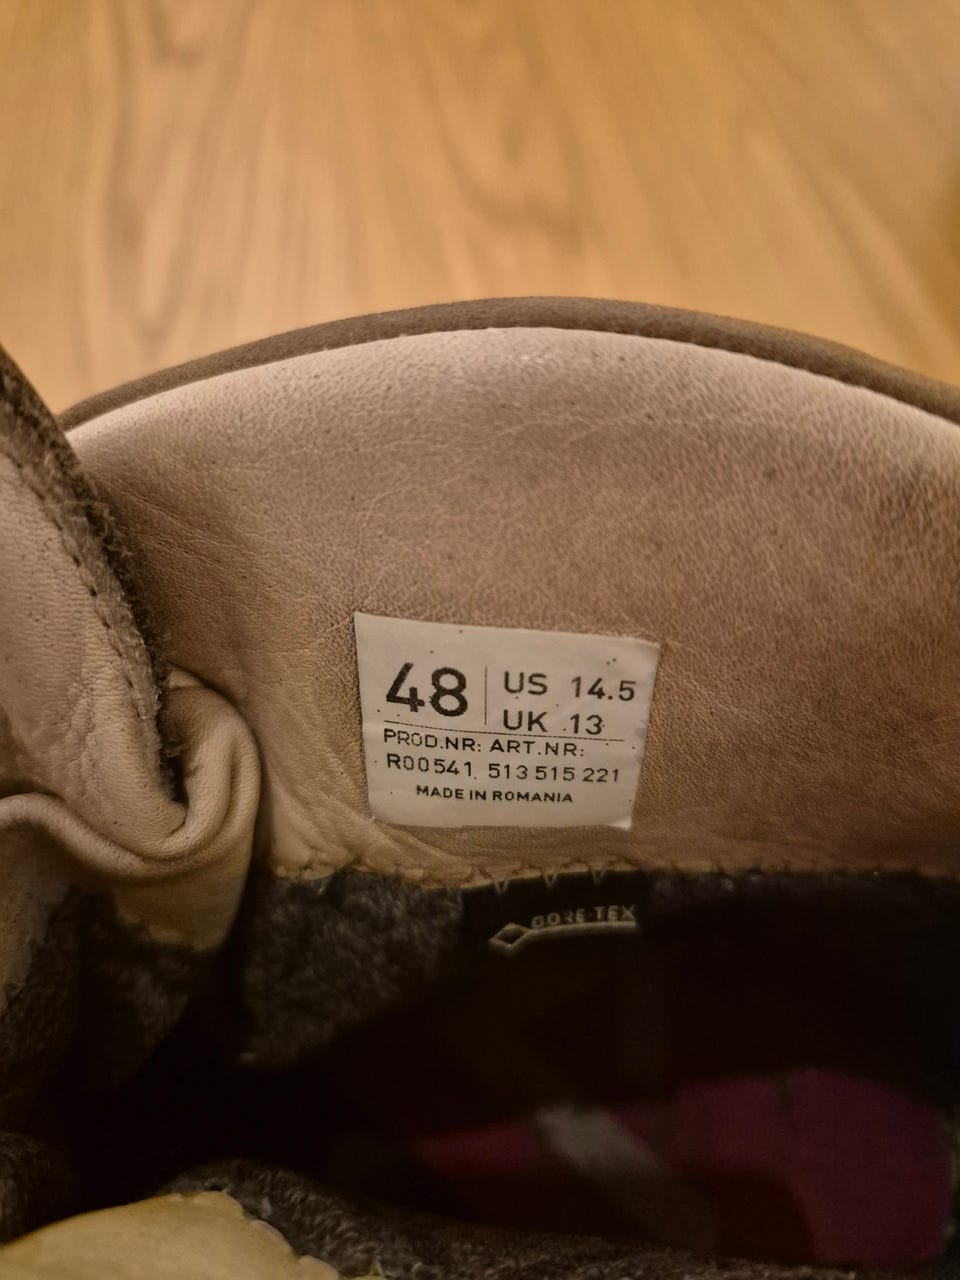 48
US 14.5
UK 13
PROD.NR: ART.NR:
R00541 513 515 221
MADE IN ROMANIA
GORE-TEX